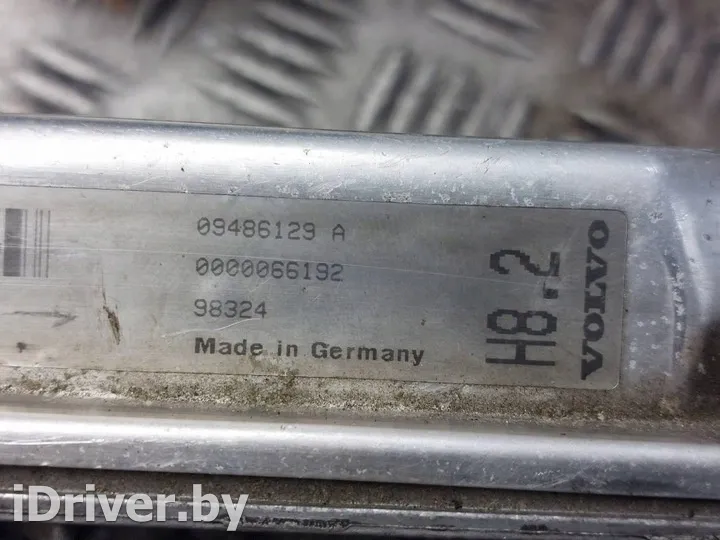 09486129 A
0000066192
98324
Made in Germany
H8.2
VOLVO
iDriver.by